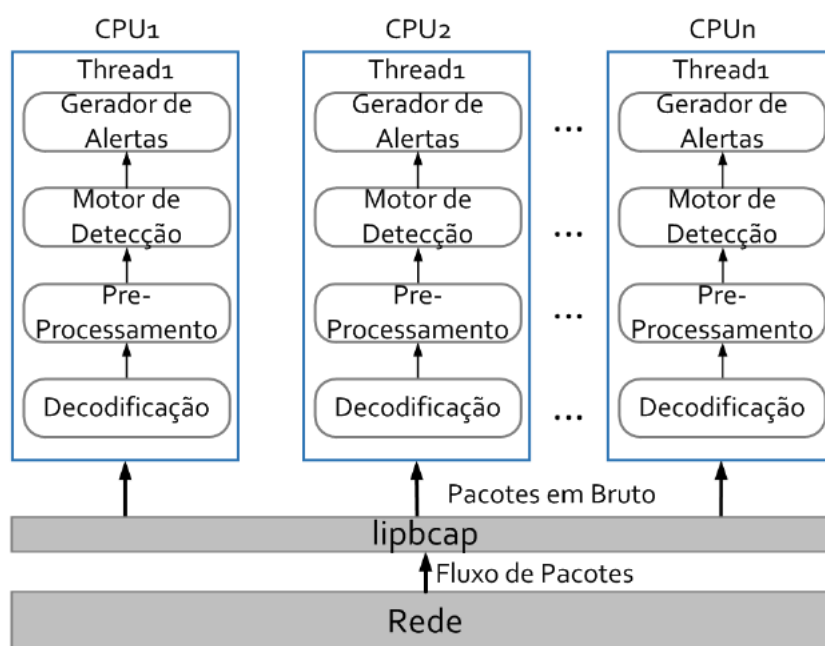 CPU1 CPU2 CPUn
Thread1 Thread1 Thread1
Gerador de Gerador de Gerador de
Alertas Alertas ... Alertas
Motor de Motor de Motor de
Detecção Detecção ... Detecção
Pre- Pre- Pre-
Processamento Processamento ... Processamento
Decodificação Decodificação ... Decodificação
Pacotes em Bruto
lipbcap
Fluxo de Pacotes
Rede